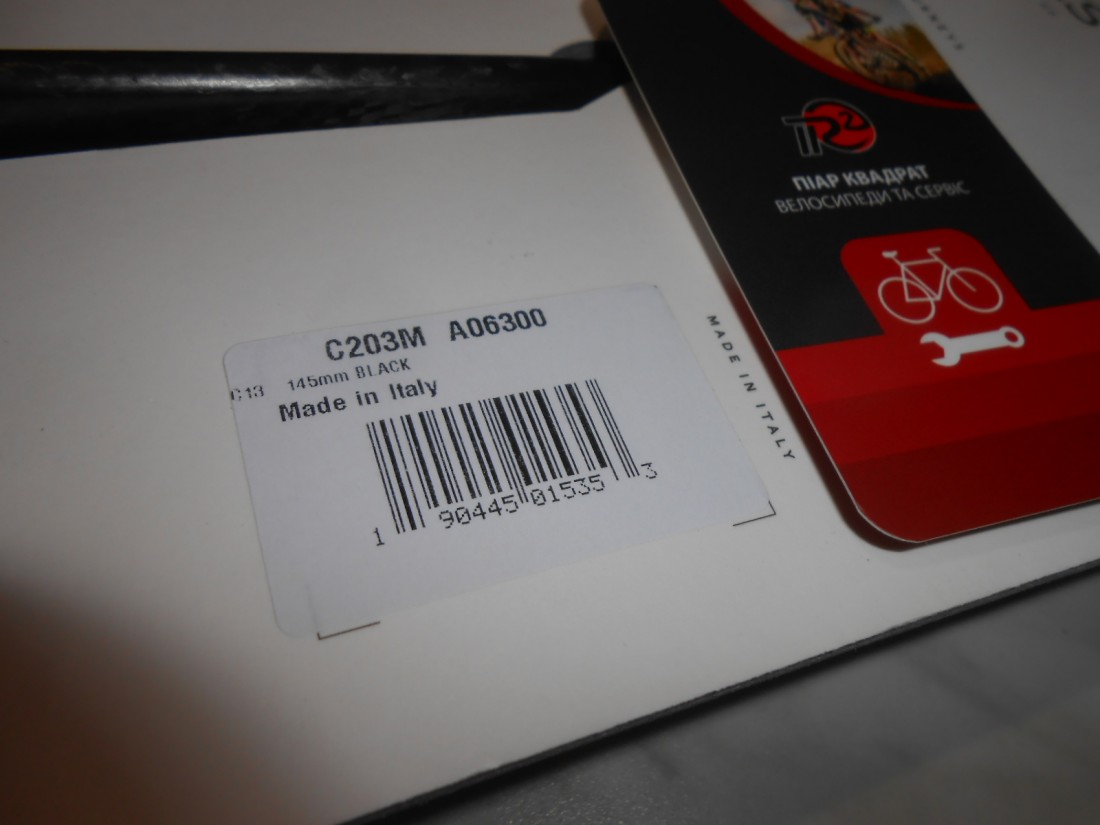 C203M A06300
C13 145mm BLACK
Made in Italy
1 90445 01535 3
MADE IN ITALY
ПІАР КВАДРАТ
ВЕЛОСИПЕДИ ТА СЕРВІС